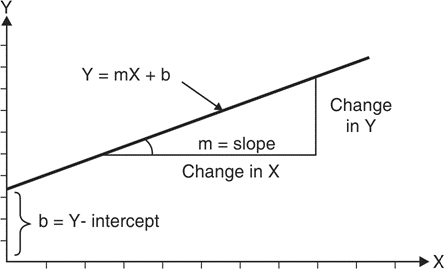 Y
Y = mX + b
Change
in Y
m = slope
Change in X
b = Y- intercept
X